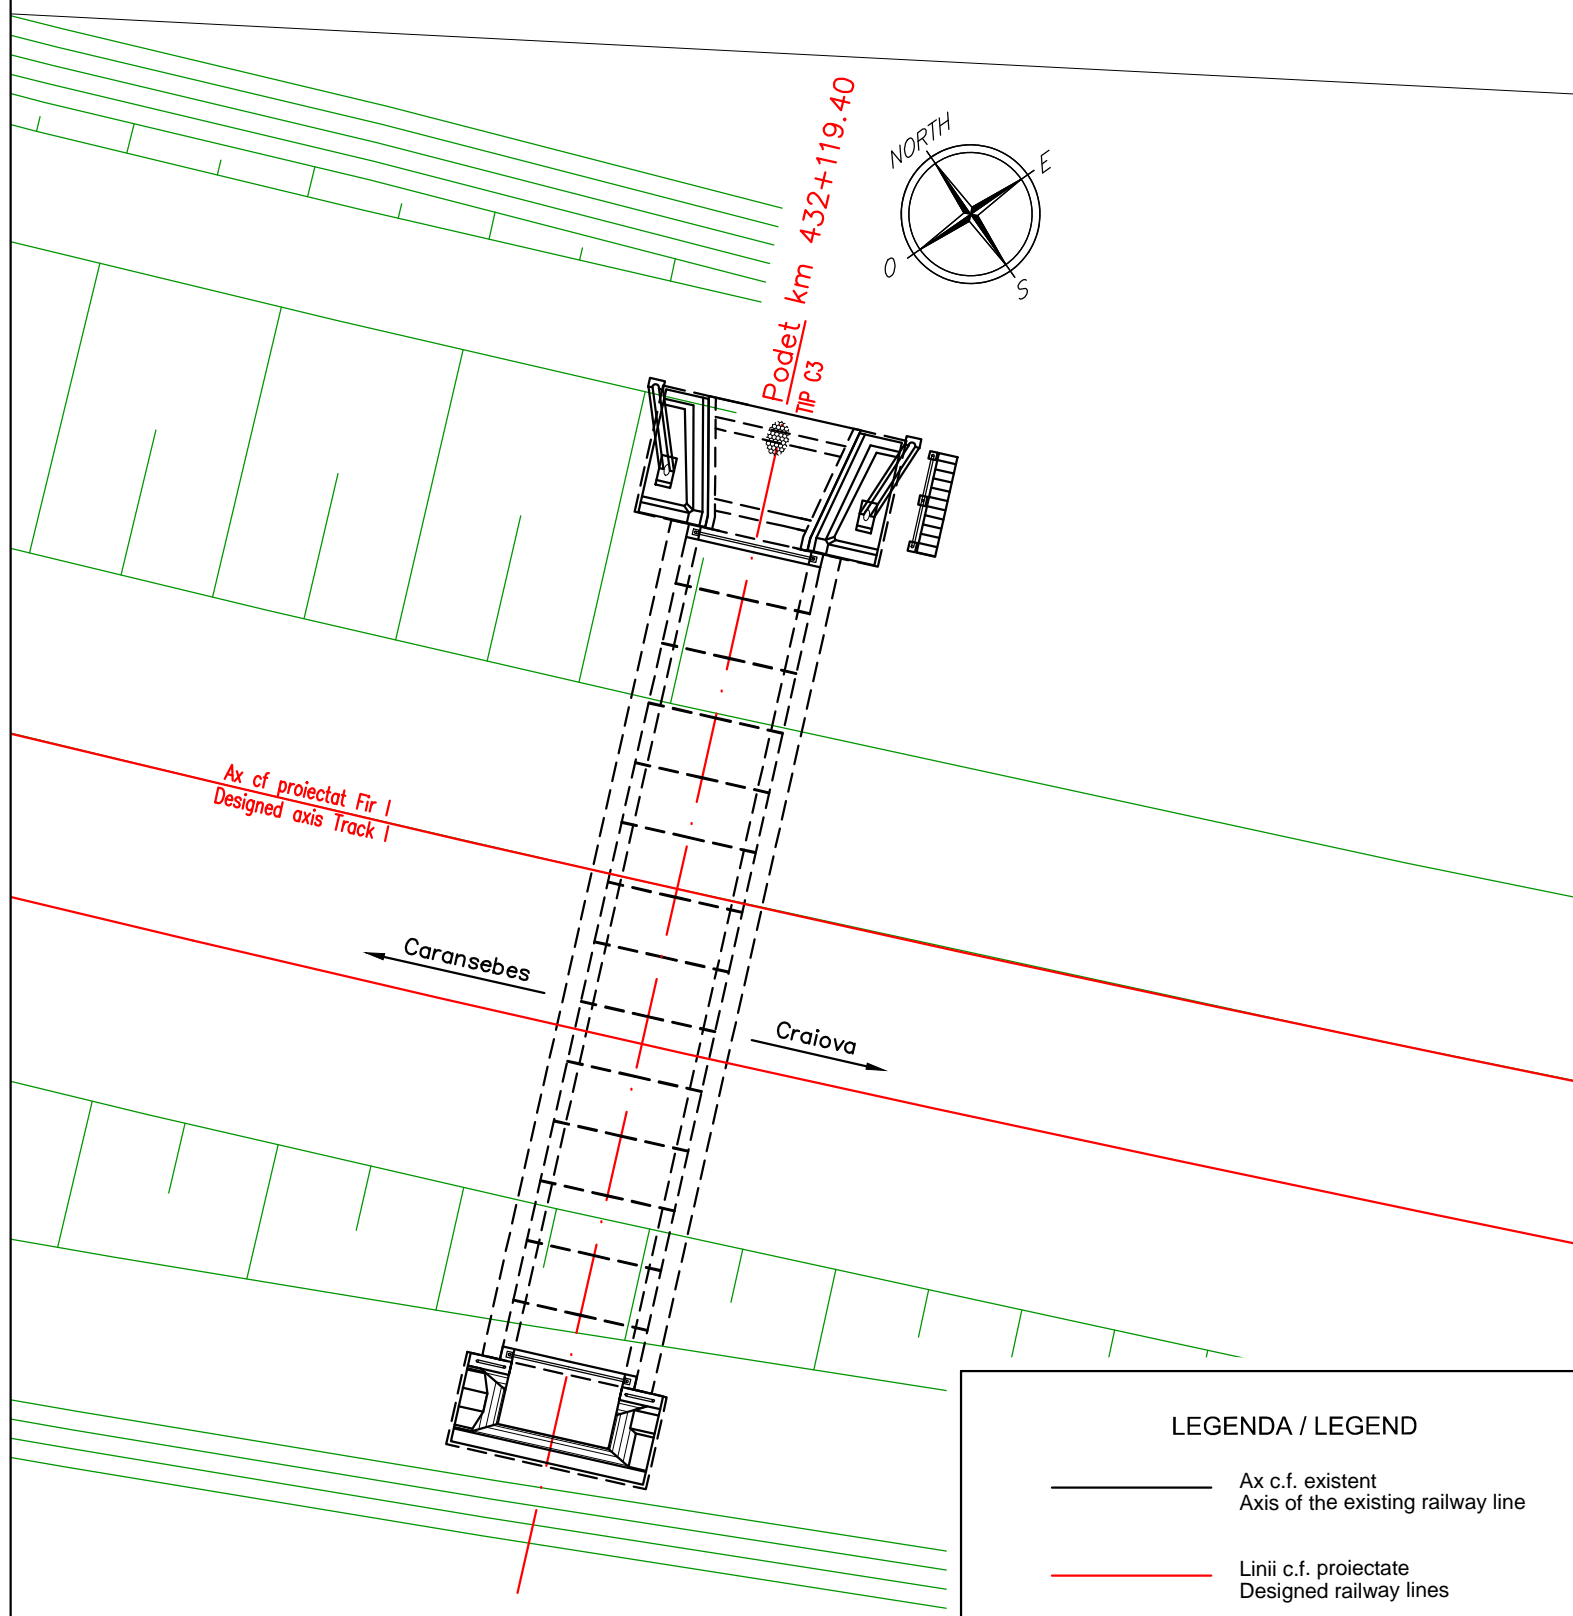 Podet km 432+119.40
TIP C3
NORTH
E
O
S
Ax cf proiectat Fir I
Designed axis Track I
Caransebes
Craiova
LEGENDA / LEGEND
Ax c.f. existent
Axis of the existing railway line
Linii c.f. proiectate
Designed railway lines